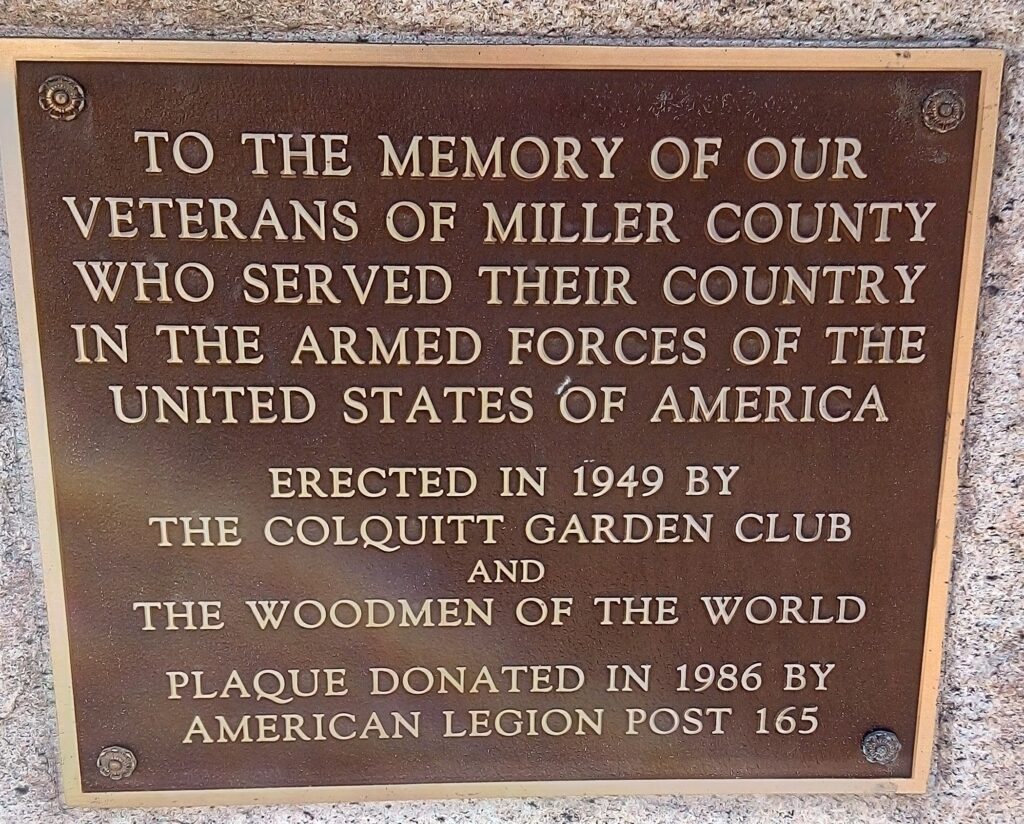 TO THE MEMORY OF OUR
VETERANS OF MILLER COUNTY
WHO SERVED THEIR COUNTRY
IN THE ARMED FORCES OF THE
UNITED STATES OF AMERICA
ERECTED IN 1949 BY
THE COLQUITT GARDEN CLUB
AND
THE WOODMEN OF THE WORLD
PLAQUE DONATED IN 1986 BY
AMERICAN LEGION POST 165